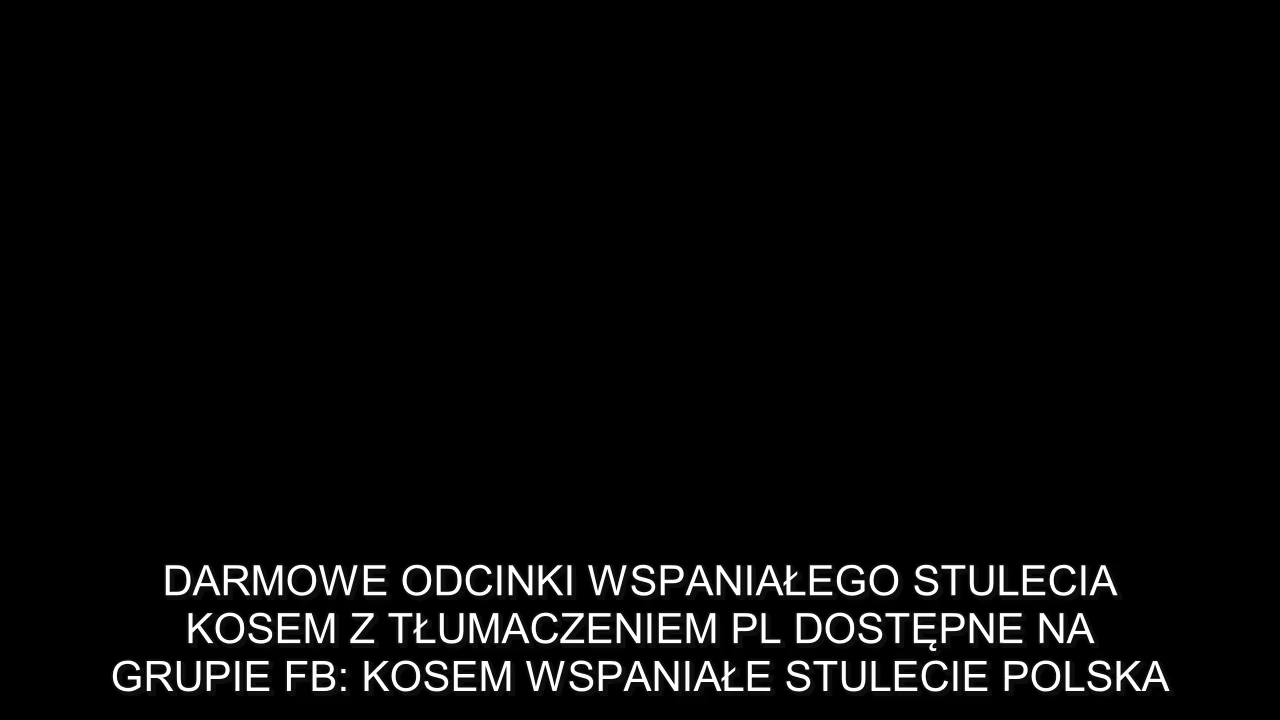 DARMOWE ODCINKI WSPANIAŁEGO STULECIA
KOSEM Z TŁUMACZENIEM PL DOSTĘPNE NA
GRUPIE FB: KOSEM WSPANIAŁE STULECIE POLSKA